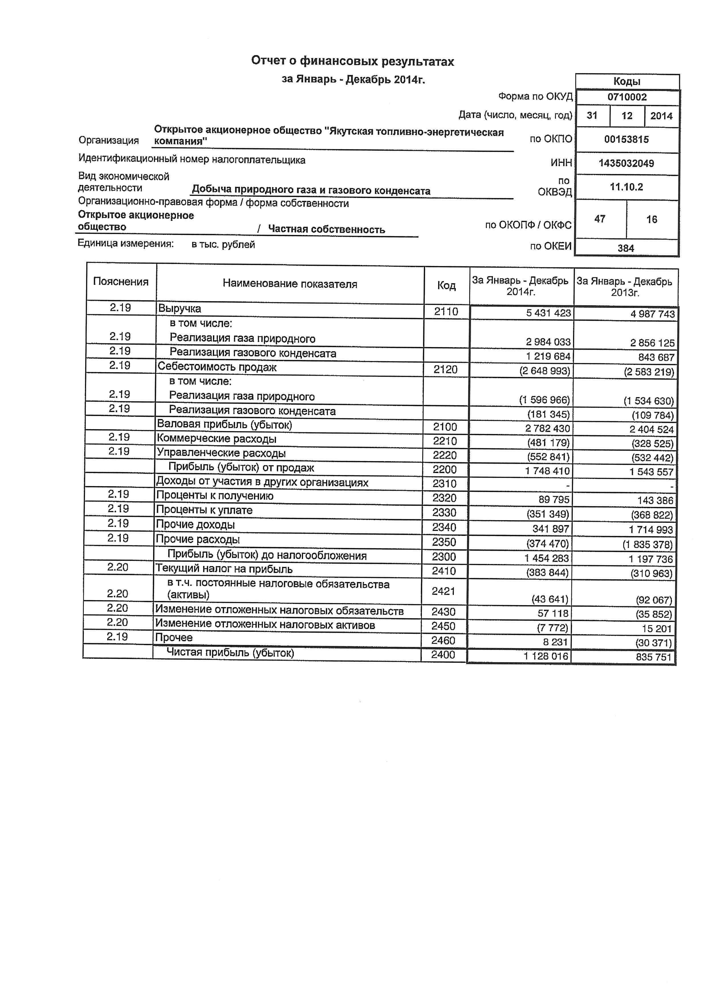 Отчет о финансовых результатах
за Январь - Декабрь 2014г.
Коды
Форма по ОКУД 0710002
Дата (число, месяц, год) 31 12 2014
Открытое акционерное общество "Якутская топливно-энергетическая
Организация компания" по ОКПО 00153815
Идентификационный номер налогоплательщика ИНН 1435032049
Вид экономической по
деятельности Добыча природного газа и газового конденсата ОКВЭД 11.10.2
Организационно-правовая форма / форма собственности
Открытое акционерное
общество / Частная собственность по ОКОПФ / ОКФС 47 16
Единица измерения: в тыс. рублей по ОКЕИ 384
Пояснения Наименование показателя Код За Январь - Декабрь 2014г. За Январь - Декабрь 2013г.
2.19 Выручка 2110 5 431 423 4 987 743
в том числе:
2.19 Реализация газа природного 2 984 033 2 856 125
2.19 Реализация газового конденсата 1 219 684 843 687
2.19 Себестоимость продаж 2120 (2 648 993) (2 583 219)
в том числе:
2.19 Реализация газа природного (1 596 966) (1 534 630)
2.19 Реализация газового конденсата (181 345) (109 784)
Валовая прибыль (убыток) 2100 2 782 430 2 404 524
2.19 Коммерческие расходы 2210 (481 179) (328 525)
2.19 Управленческие расходы 2220 (552 841) (532 442)
Прибыль (убыток) от продаж 2200 1 748 410 1 543 557
Доходы от участия в других организациях 2310 - -
2.19 Проценты к получению 2320 89 795 143 386
2.19 Проценты к уплате 2330 (351 349) (368 822)
2.19 Прочие доходы 2340 341 897 1 714 993
2.19 Прочие расходы 2350 (374 470) (1 835 378)
Прибыль (убыток) до налогообложения 2300 1 454 283 1 197 736
2.20 Текущий налог на прибыль 2410 (383 844) (310 963)
в т.ч. постоянные налоговые обязательства
2.20 (активы) 2421 (43 641) (92 067)
2.20 Изменение отложенных налоговых обязательств 2430 57 118 (35 852)
2.20 Изменение отложенных налоговых активов 2450 (7 772) 15 201
2.19 Прочее 2460 8 231 (30 371)
Чистая прибыль (убыток) 2400 1 128 016 835 751